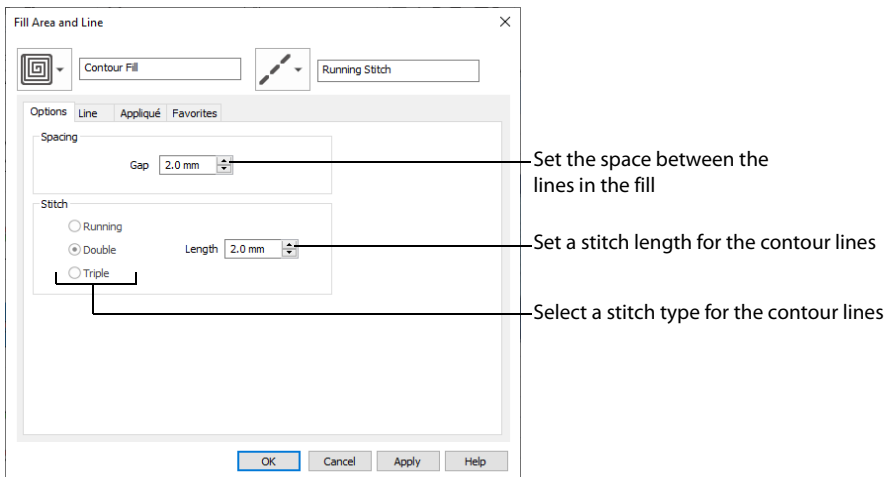 Fill Area and Line
Contour Fill
Running Stitch
Options Line Appliqué Favorites
Spacing
Gap 2.0 mm
Set the space between the
lines in the fill
Stitch
Running
Double
Length 2.0 mm
Set a stitch length for the contour lines
Triple
Select a stitch type for the contour lines
OK Cancel Apply Help